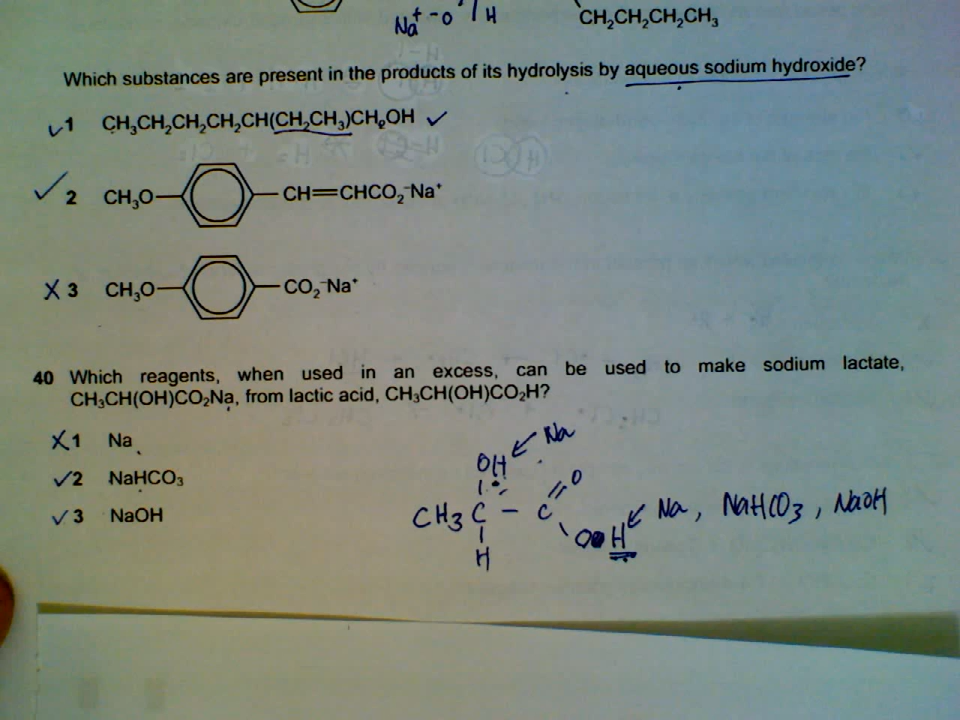 Na⁺-O H
CH₂CH₂CH₂CH₃
Which substances are present in the products of its hydrolysis by aqueous sodium hydroxide?
✓1 CH₃CH₂CH₂CH₂CH(CH₂CH₃)CH₂OH ✓
✓2 CH₃O CH=CHCO₂⁻Na⁺
X 3 CH₃O CO₂⁻Na⁺
40 Which reagents, when used in an excess, can be used to make sodium lactate,
CH₃CH(OH)CO₂Na, from lactic acid, CH₃CH(OH)CO₂H?
X1 Na
✓2 NaHCO₃
✓3 NaOH
Na
OH
O
CH₃ C - C
OH Na, NaHCO₃, NaOH
H